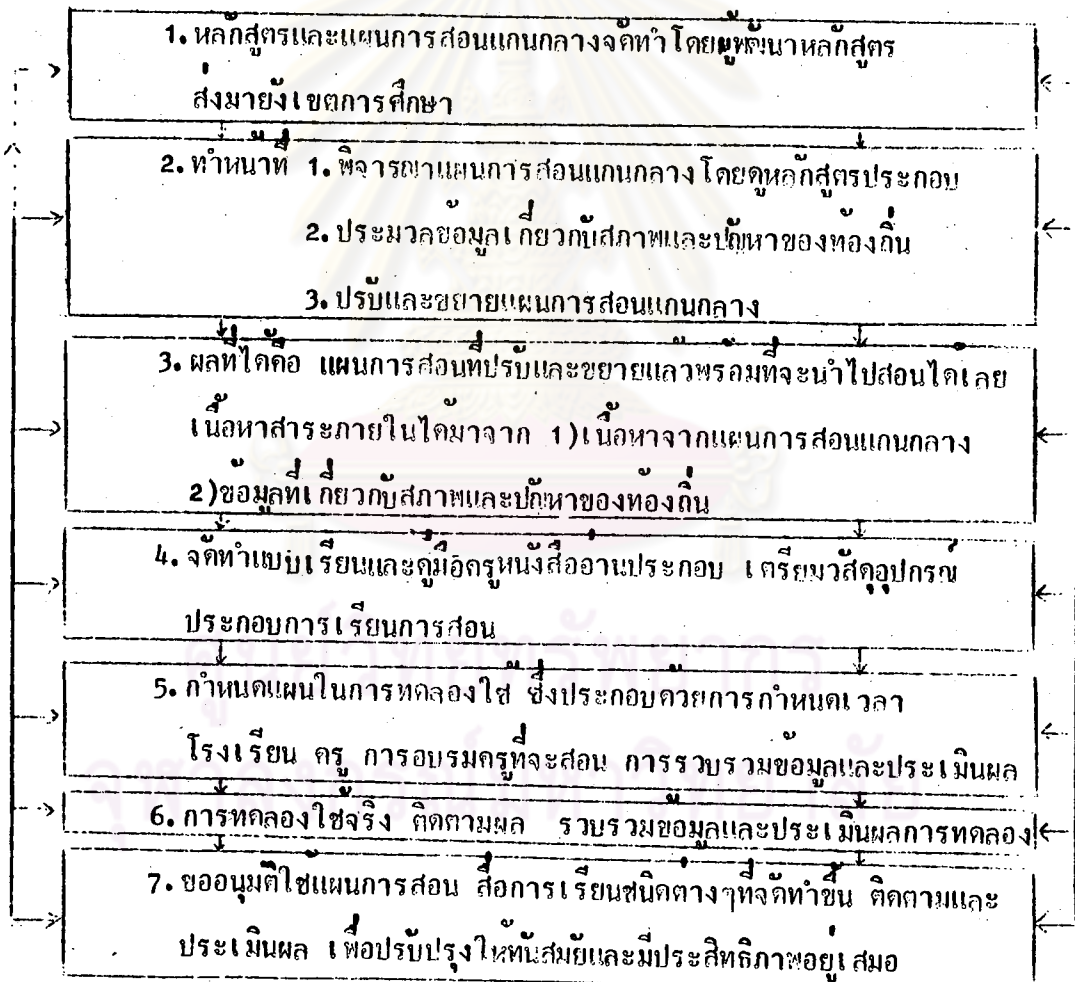 1. หลักสูตรและแผนการสอนแกนกลางจัดทำโดยผู้พัฒนาหลักสูตร
ส่งมายังเขตการศึกษา
2. ทำหน้าที่ 1. พิจารณาแผนการสอนแกนกลางโดยดูหลักสูตรประกอบ
2. ประมวลข้อมูลเกี่ยวกับสภาพและปัญหาของท้องถิ่น
3. ปรับและขยายแผนการสอนแกนกลาง
3. ผลที่ได้คือ แผนการสอนที่ปรับและขยายแล้วพร้อมที่จะนำไปสอนได้เลย
เนื้อหาสาระภายในได้มาจาก 1)เนื้อหาจากแผนการสอนแกนกลาง
2)ข้อมูลที่เกี่ยวกับสภาพและปัญหาของท้องถิ่น
4. จัดทำแบบเรียนและคู่มือครูหนังสืออ่านประกอบ เตรียมวัสดุอุปกรณ์
ประกอบการเรียนการสอน
5. กำหนดแผนในการทดลองใช้ ซึ่งประกอบด้วยการกำหนดเวลา
โรงเรียน ครู การอบรมครูที่จะสอน การรวบรวมข้อมูลและประเมินผล
6. การทดลองใช้จริง ติดตามผล รวบรวมข้อมูลและประเมินผลการทดลอง
7. ขออนุมัติใช้แผนการสอน สื่อการเรียนชนิดต่างๆที่จัดทำขึ้น ติดตามและ
ประเมินผล เพื่อปรับปรุงให้ทันสมัยและมีประสิทธิภาพอยู่เสมอ
ศูนย์วิทยทรัพยากร
จุฬาลงกรณ์มหาวิทยาลัย